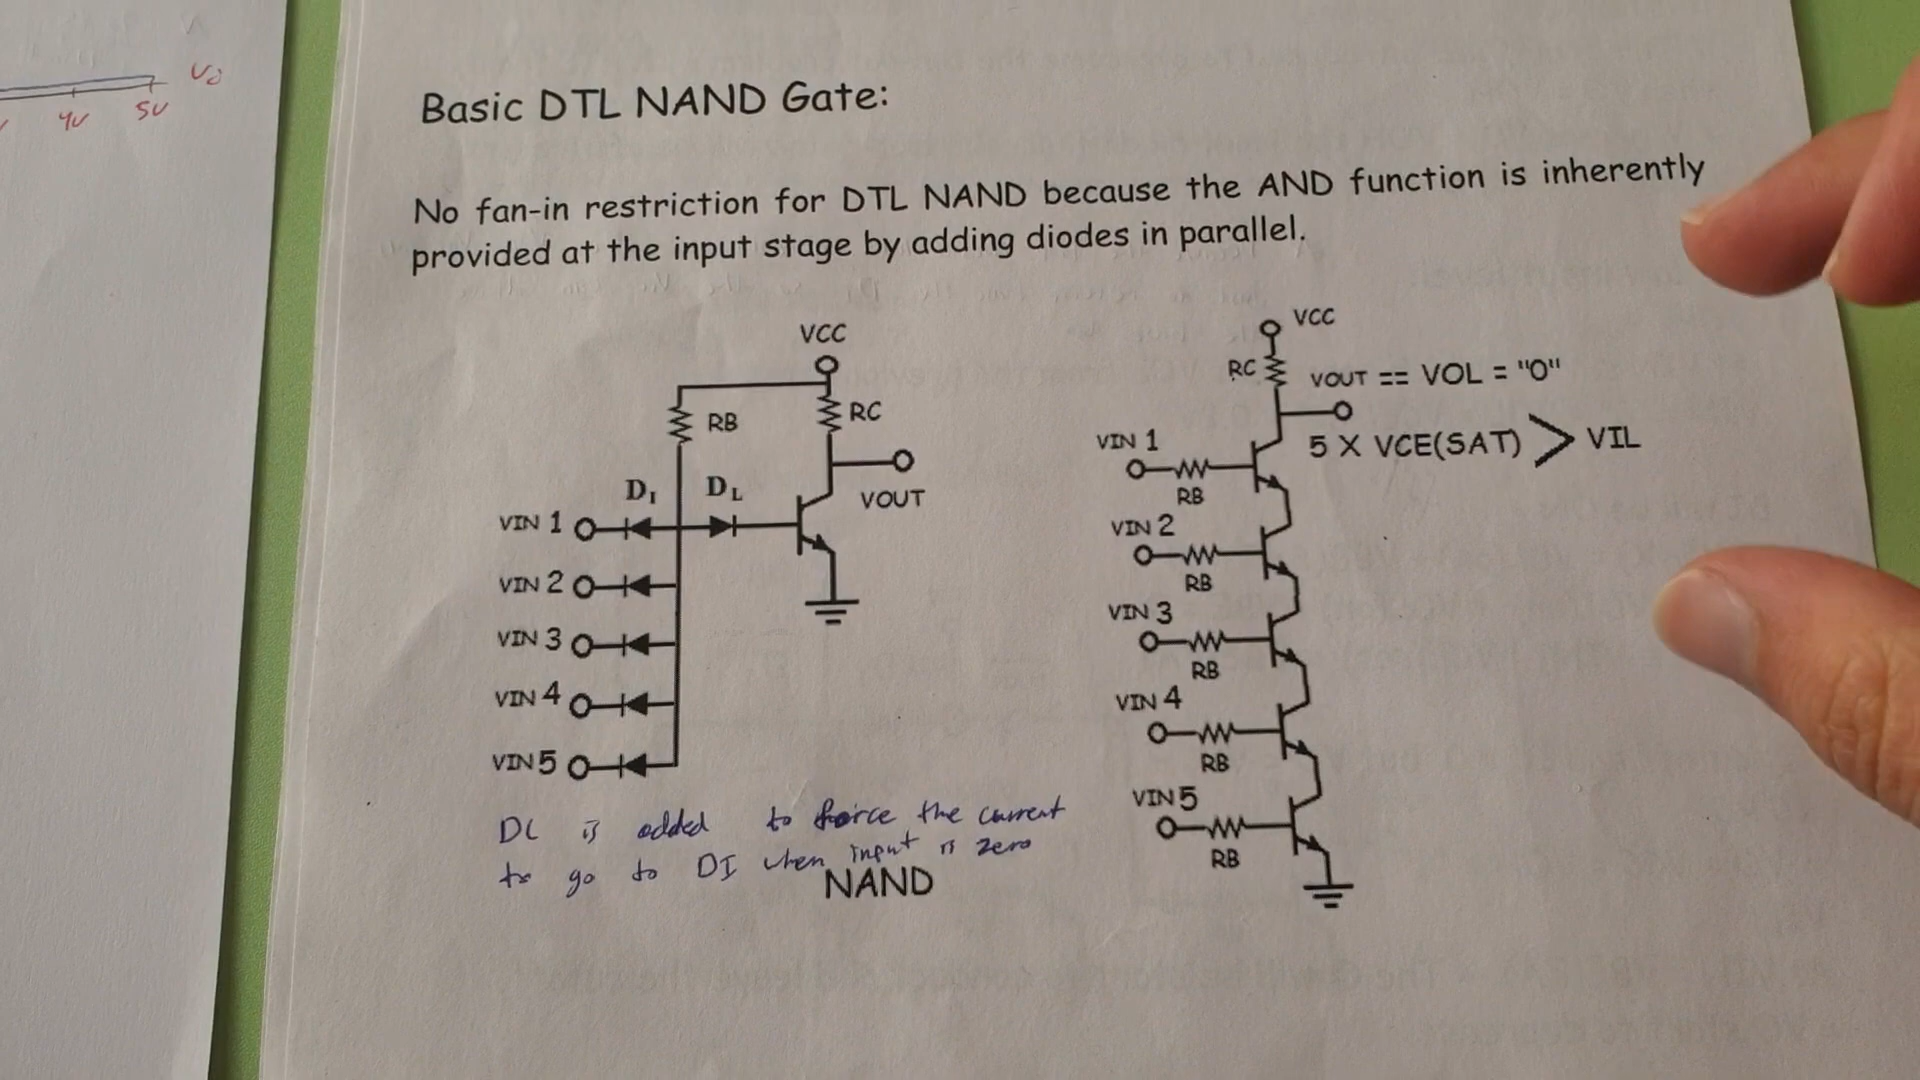 Vo
4V
5V
Basic DTL NAND Gate:
No fan-in restriction for DTL NAND because the AND function is inherently
provided at the input stage by adding diodes in parallel.
VCC
RB
RC
DI
DL
VOUT
VIN 1
VIN 2
VIN 3
VIN 4
VIN 5
DL is added to force the current
to go to DI when input is zero
NAND
VCC
RC
VOUT == VOL = "0"
5 X VCE(SAT) > VIL
VIN 1
RB
VIN 2
RB
VIN 3
RB
VIN 4
RB
VIN 5
RB